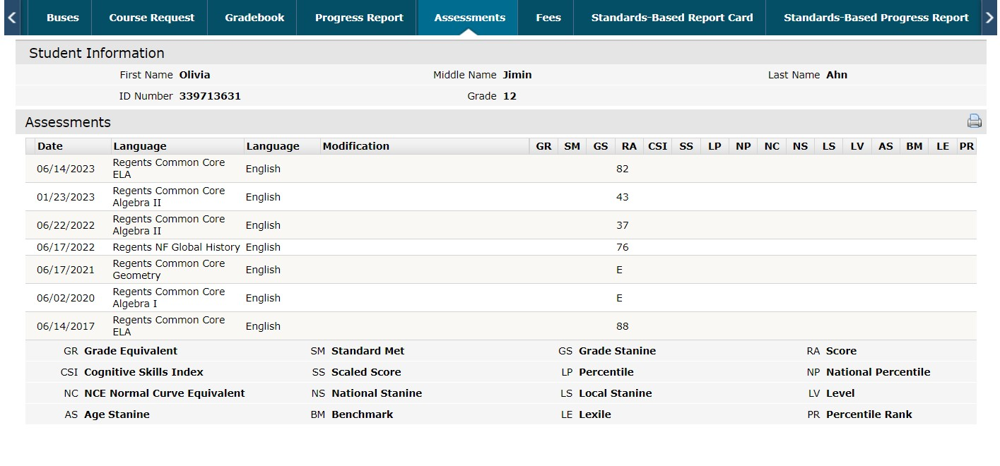 Buses Course Request Gradebook Progress Report Assessments Fees Standards-Based Report Card Standards-Based Progress Report
Student Information
First Name Olivia Middle Name Jimin Last Name Ahn
ID Number 339713631 Grade 12
Assessments
Date Language Language Modification GR SM GS RA CSI SS LP NP NC NS LS LV AS BM LE PR
06/14/2023 Regents Common Core ELA English 82
01/23/2023 Regents Common Core Algebra II English 43
06/22/2022 Regents Common Core Algebra II English 37
06/17/2022 Regents NF Global History English 76
06/17/2021 Regents Common Core Geometry English E
06/02/2020 Regents Common Core Algebra I English E
06/14/2017 Regents Common Core ELA English 88
GR Grade Equivalent SM Standard Met GS Grade Stanine RA Score
CSI Cognitive Skills Index SS Scaled Score LP Percentile NP National Percentile
NC NCE Normal Curve Equivalent NS National Stanine LS Local Stanine LV Level
AS Age Stanine BM Benchmark LE Lexile PR Percentile Rank